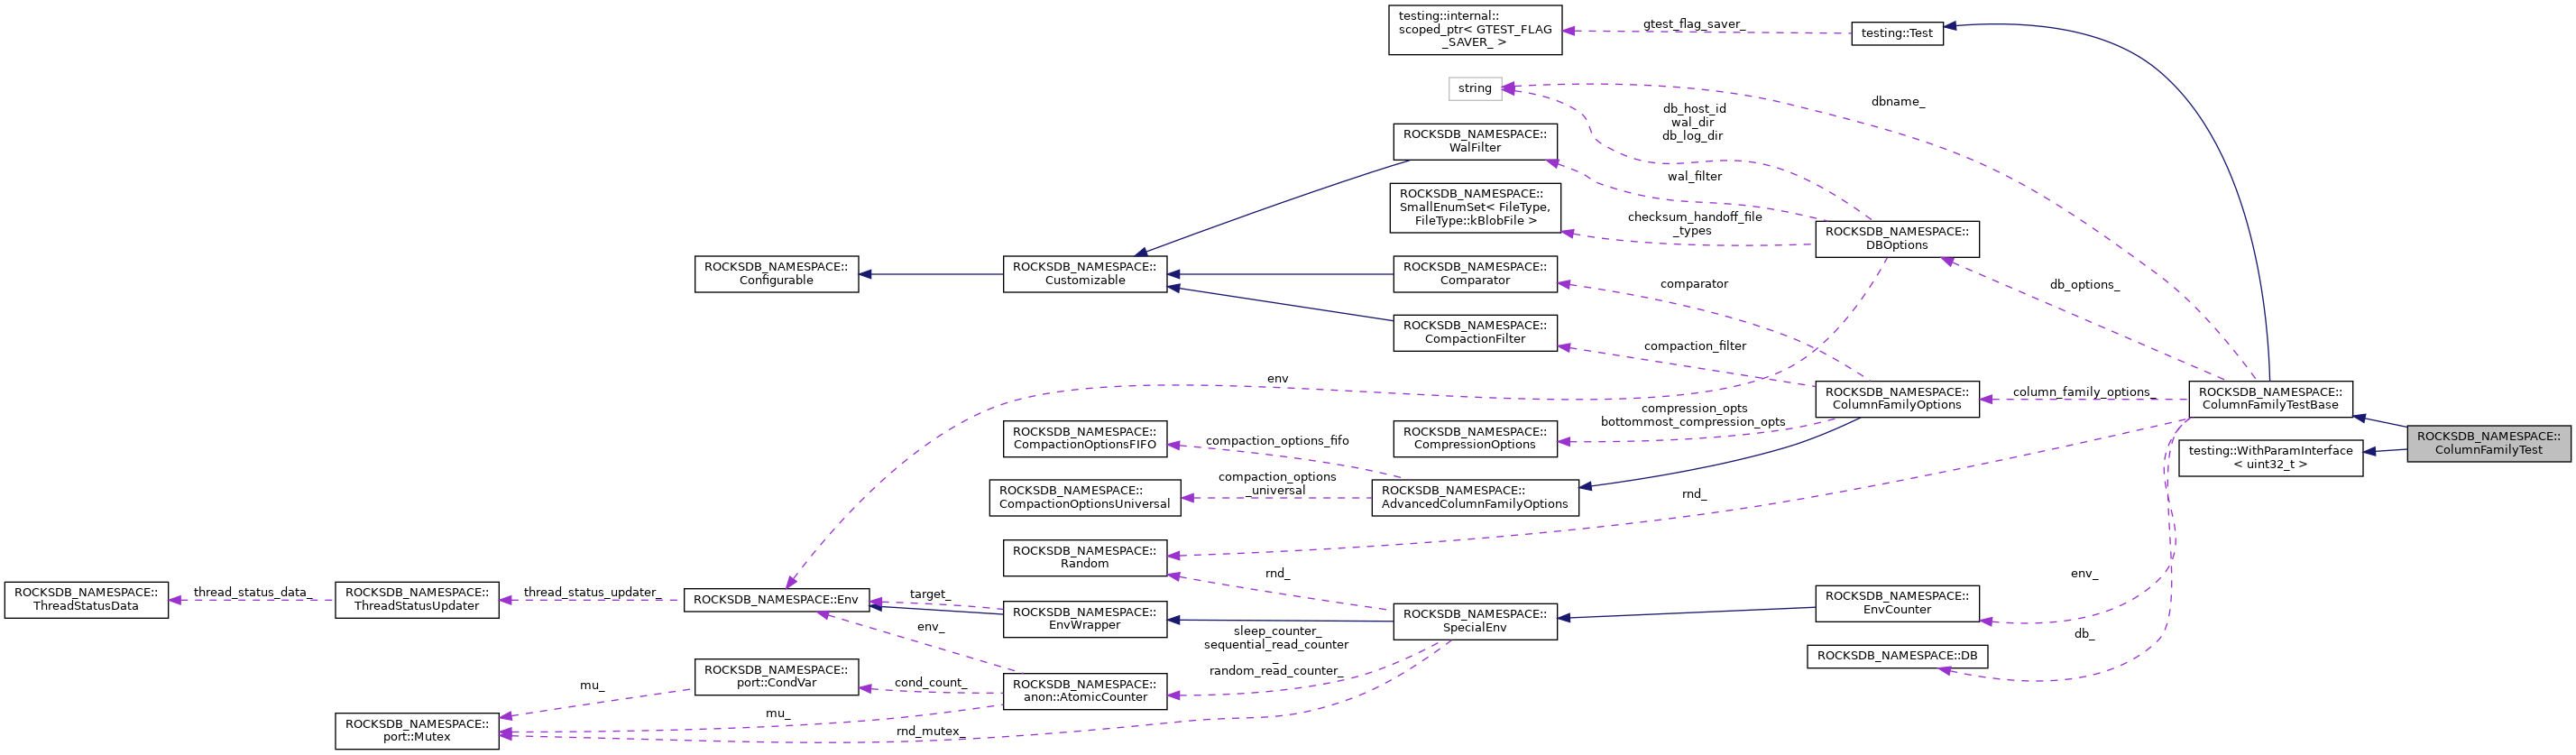 testing::internal::
scoped_ptr< GTEST_FLAG
_SAVER_ >
gtest_flag_saver_
testing::Test
string
dbname_
db_host_id
wal_dir
db_log_dir
ROCKSDB_NAMESPACE::
WalFilter
wal_filter
ROCKSDB_NAMESPACE::
SmallEnumSet< FileType,
FileType::kBlobFile >
checksum_handoff_file
_types
ROCKSDB_NAMESPACE::
DBOptions
ROCKSDB_NAMESPACE::
Configurable
ROCKSDB_NAMESPACE::
Customizable
ROCKSDB_NAMESPACE::
Comparator
comparator
db_options_
ROCKSDB_NAMESPACE::
CompactionFilter
compaction_filter
env
ROCKSDB_NAMESPACE::
ColumnFamilyOptions
column_family_options_
ROCKSDB_NAMESPACE::
ColumnFamilyTestBase
compression_opts
bottommost_compression_opts
ROCKSDB_NAMESPACE::
CompactionOptionsFIFO
compaction_options_fifo
ROCKSDB_NAMESPACE::
CompressionOptions
ROCKSDB_NAMESPACE::
ColumnFamilyTest
testing::WithParamInterface
< uint32_t >
ROCKSDB_NAMESPACE::
CompactionOptionsUniversal
compaction_options
_universal
ROCKSDB_NAMESPACE::
AdvancedColumnFamilyOptions
rnd_
ROCKSDB_NAMESPACE::
Random
rnd_
env_
ROCKSDB_NAMESPACE::
ThreadStatusData
thread_status_data_
ROCKSDB_NAMESPACE::
ThreadStatusUpdater
thread_status_updater_
ROCKSDB_NAMESPACE::Env
target_
ROCKSDB_NAMESPACE::
EnvWrapper
ROCKSDB_NAMESPACE::
SpecialEnv
ROCKSDB_NAMESPACE::
EnvCounter
env_
sleep_counter_
sequential_read_counter
_
random_read_counter_
db_
ROCKSDB_NAMESPACE::DB
ROCKSDB_NAMESPACE::
port::CondVar
cond_count_
ROCKSDB_NAMESPACE::
anon::AtomicCounter
mu_
mu_
rnd_mutex_
ROCKSDB_NAMESPACE::
port::Mutex